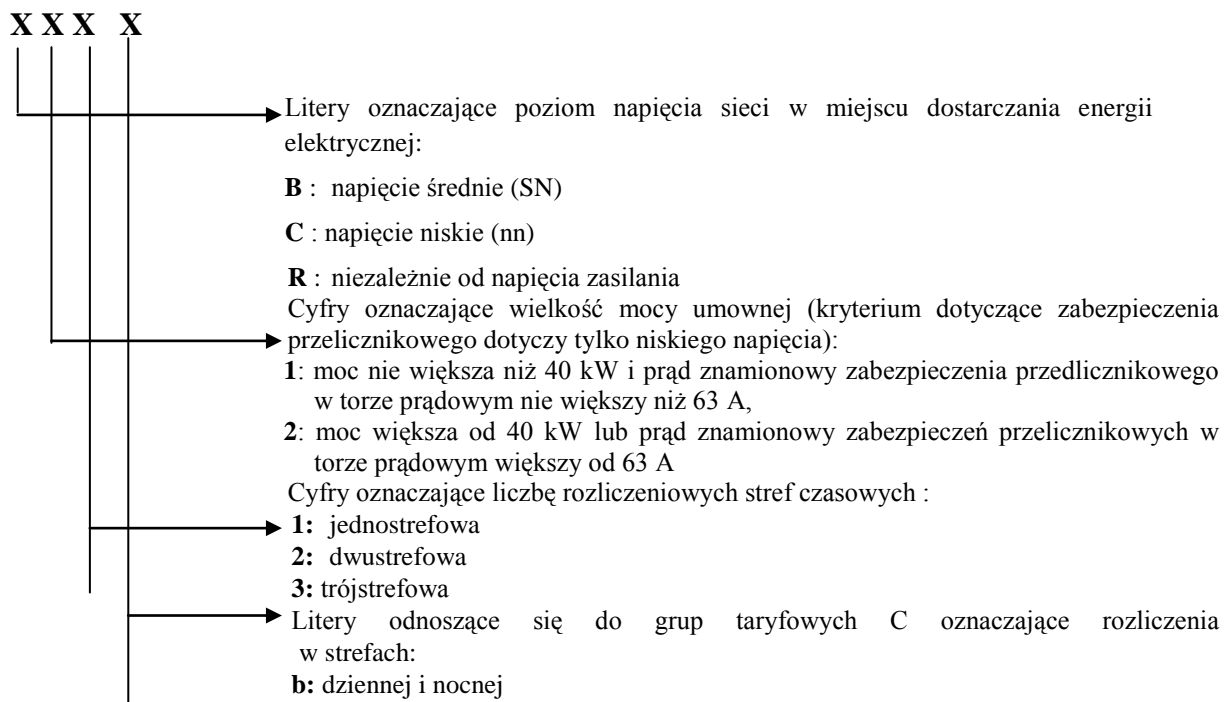 X X X X
Litery oznaczające poziom napięcia sieci w miejscu dostarczania energii
elektrycznej:
B : napięcie średnie (SN)
C : napięcie niskie (nn)
R : niezależnie od napięcia zasilania
Cyfry oznaczające wielkość mocy umownej (kryterium dotyczące zabezpieczenia
przelicznikowego dotyczy tylko niskiego napięcia):
1: moc nie większa niż 40 kW i prąd znamionowy zabezpieczenia przedlicznikowego
w torze prądowym nie większy niż 63 A,
2: moc większa od 40 kW lub prąd znamionowy zabezpieczeń przelicznikowych w
torze prądowym większy od 63 A
Cyfry oznaczające liczbę rozliczeniowych stref czasowych :
1: jednostrefowa
2: dwustrefowa
3: trójstrefowa
Litery odnoszące się do grup taryfowych C oznaczające rozliczenia
w strefach:
b: dziennej i nocnej